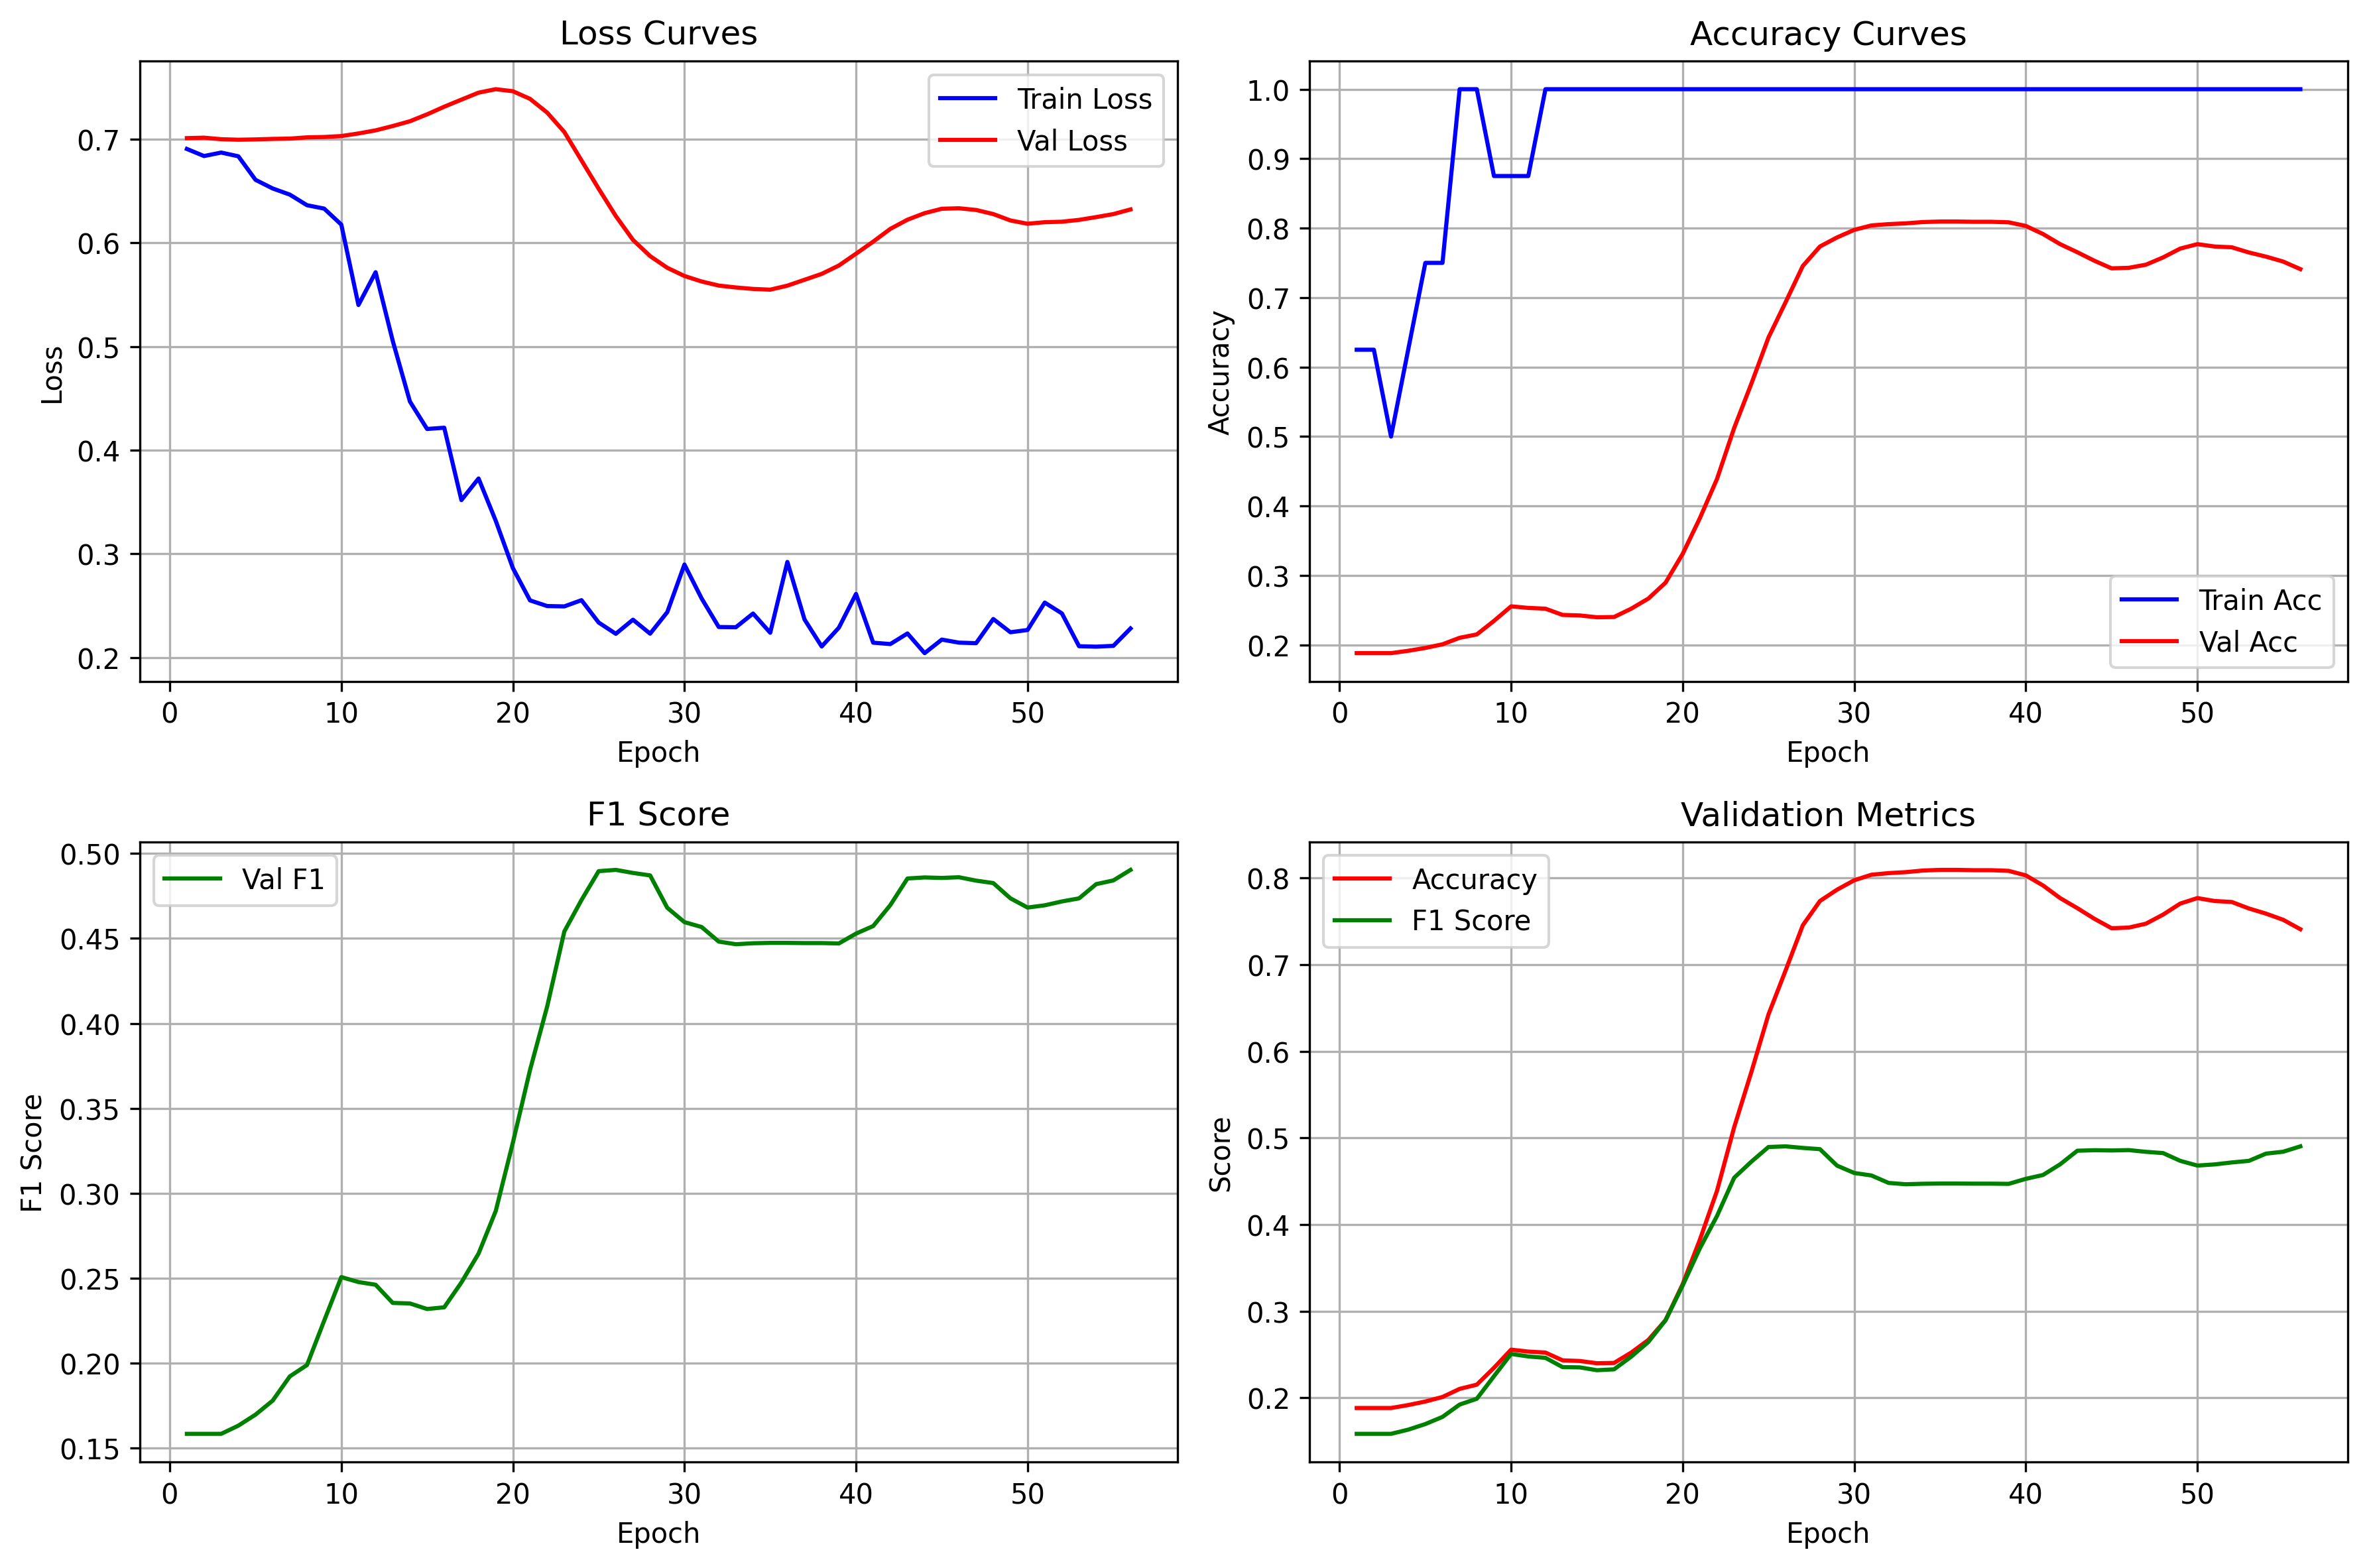 Loss Curves
Train Loss
Val Loss
0.7
0.6
0.5
0.4
0.3
0.2
Loss
0 10 20 30 40 50
Epoch
Accuracy Curves
1.0
0.9
0.8
0.7
0.6
0.5
0.4
0.3
0.2
Accuracy
Train Acc
Val Acc
0 10 20 30 40 50
Epoch
F1 Score
Val F1
0.50
0.45
0.40
0.35
0.30
0.25
0.20
0.15
F1 Score
0 10 20 30 40 50
Epoch
Validation Metrics
Accuracy
F1 Score
0.8
0.7
0.6
0.5
0.4
0.3
0.2
Score
0 10 20 30 40 50
Epoch